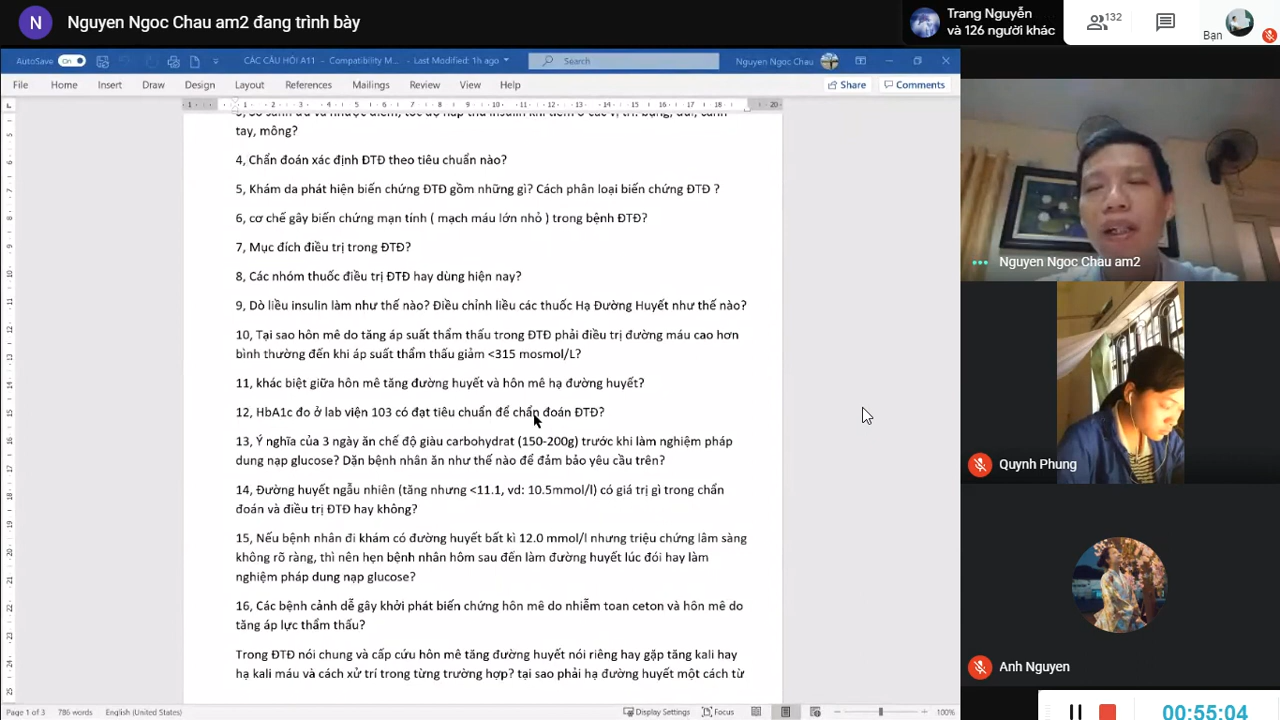 N
Nguyen Ngoc Chau am2 đang trình bày
Trang Nguyễn
và 126 người khác
132
Bạn
AutoSave
On
CÁC CÂU HỎI A11 - Compatibility M... - Last Modified: 1h ago
Search
Nguyen Ngoc Chau
File
Home
Insert
Draw
Design
Layout
References
Mailings
Review
View
Help
Share
Comments
tay, mông?
4, Chẩn đoán xác định ĐTĐ theo tiêu chuẩn nào?
5, Khám da phát hiện biến chứng ĐTĐ gồm những gì? Cách phân loại biến chứng ĐTĐ ?
6, cơ chế gây biến chứng mạn tính ( mạch máu lớn nhỏ ) trong bệnh ĐTĐ?
7, Mục đích điều trị trong ĐTĐ?
8, Các nhóm thuốc điều trị ĐTĐ hay dùng hiện nay?
9, Dò liều insulin làm như thế nào? Điều chỉnh liều các thuốc Hạ Đường Huyết như thế nào?
10, Tại sao hôn mê do tăng áp suất thẩm thấu trong ĐTĐ phải điều trị đường máu cao hơn
bình thường đến khi áp suất thẩm thấu giảm <315 mosmol/L?
11, khác biệt giữa hôn mê tăng đường huyết và hôn mê hạ đường huyết?
12, HbA1c đo ở lab viện 103 có đạt tiêu chuẩn để chẩn đoán ĐTĐ?
13, Ý nghĩa của 3 ngày ăn chế độ giàu carbohydrat (150-200g) trước khi làm nghiệm pháp
dung nạp glucose? Dặn bệnh nhân ăn như thế nào để đảm bảo yêu cầu trên?
14, Đường huyết ngẫu nhiên (tăng nhưng <11.1, vd: 10.5mmol/l) có giá trị gì trong chẩn
đoán và điều trị ĐTĐ hay không?
15, Nếu bệnh nhân đi khám có đường huyết bất kì 12.0 mmol/l nhưng triệu chứng lâm sàng
không rõ ràng, thì nên hẹn bệnh nhân hôm sau đến làm đường huyết lúc đói hay làm
nghiệm pháp dung nạp glucose?
16, Các bệnh cảnh dễ gây khởi phát biến chứng hôn mê do nhiễm toan ceton và hôn mê do
tăng áp lực thẩm thấu?
Trong ĐTĐ nói chung và cấp cứu hôn mê tăng đường huyết nói riêng hay gặp tăng kali hay
hạ kali máu và cách xử trí trong từng trường hợp? tại sao phải hạ đường huyết một cách từ
Page 1 of 3
786 words
English (United States)
Display Settings
Focus
100%
Nguyen Ngoc Chau am2
Quynh Phung
Anh Nguyen
00:55:04